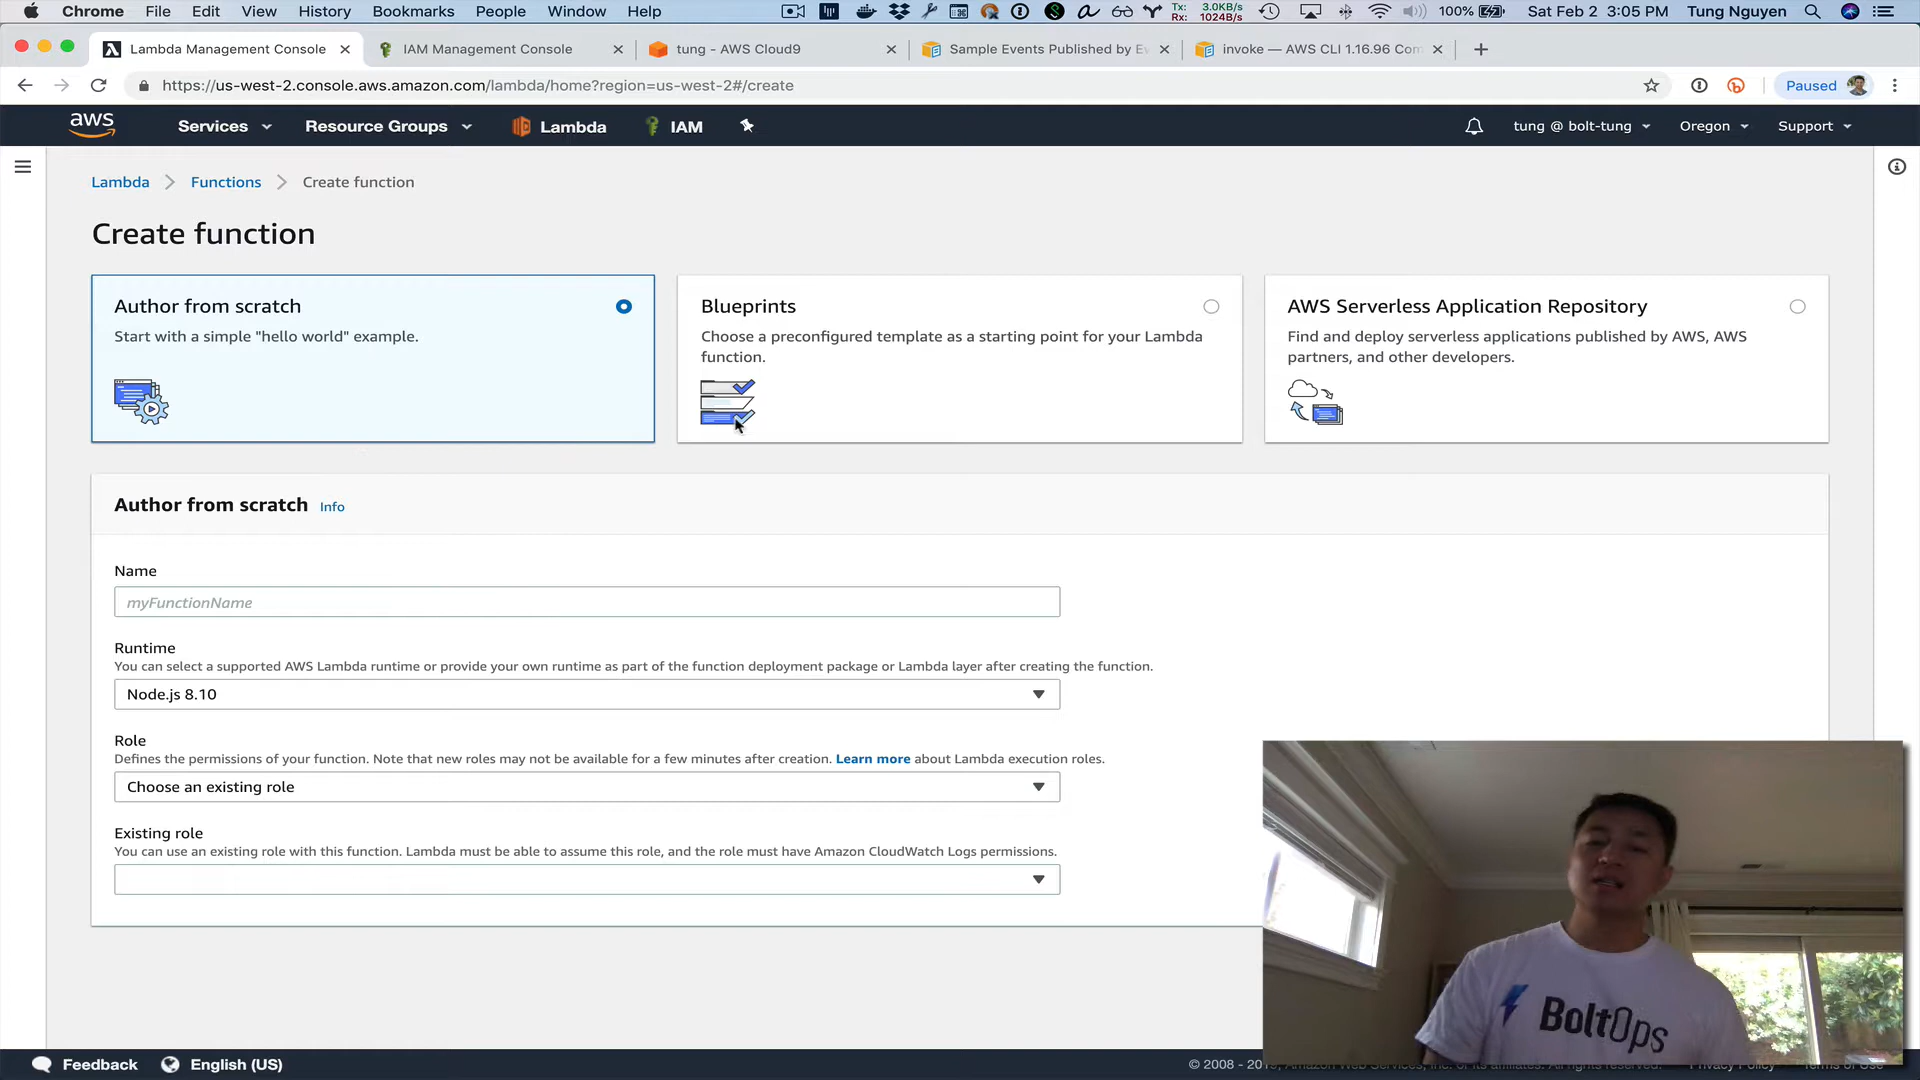 Chrome File Edit View History Bookmarks People Window Help Tx: 3.0KB/s Rx: 1024B/s 100% Sat Feb 2 3:05 PM Tung Nguyen
Lambda Management Console IAM Management Console tung - AWS Cloud9 Sample Events Published by Ev invoke — AWS CLI 1.16.96 Com
https://us-west-2.console.aws.amazon.com/lambda/home?region=us-west-2#/create Paused
aws Services Resource Groups Lambda IAM tung @ bolt-tung Oregon Support
Lambda Functions Create function
Create function
Author from scratch
Start with a simple "hello world" example.
Blueprints
Choose a preconfigured template as a starting point for your Lambda
function.
AWS Serverless Application Repository
Find and deploy serverless applications published by AWS, AWS
partners, and other developers.
Author from scratch Info
Name
myFunctionName
Runtime
You can select a supported AWS Lambda runtime or provide your own runtime as part of the function deployment package or Lambda layer after creating the function.
Node.js 8.10
Role
Defines the permissions of your function. Note that new roles may not be available for a few minutes after creation. Learn more about Lambda execution roles.
Choose an existing role
Existing role
You can use an existing role with this function. Lambda must be able to assume this role, and the role must have Amazon CloudWatch Logs permissions.
BoltOps
Feedback English (US) © 2008 - 20